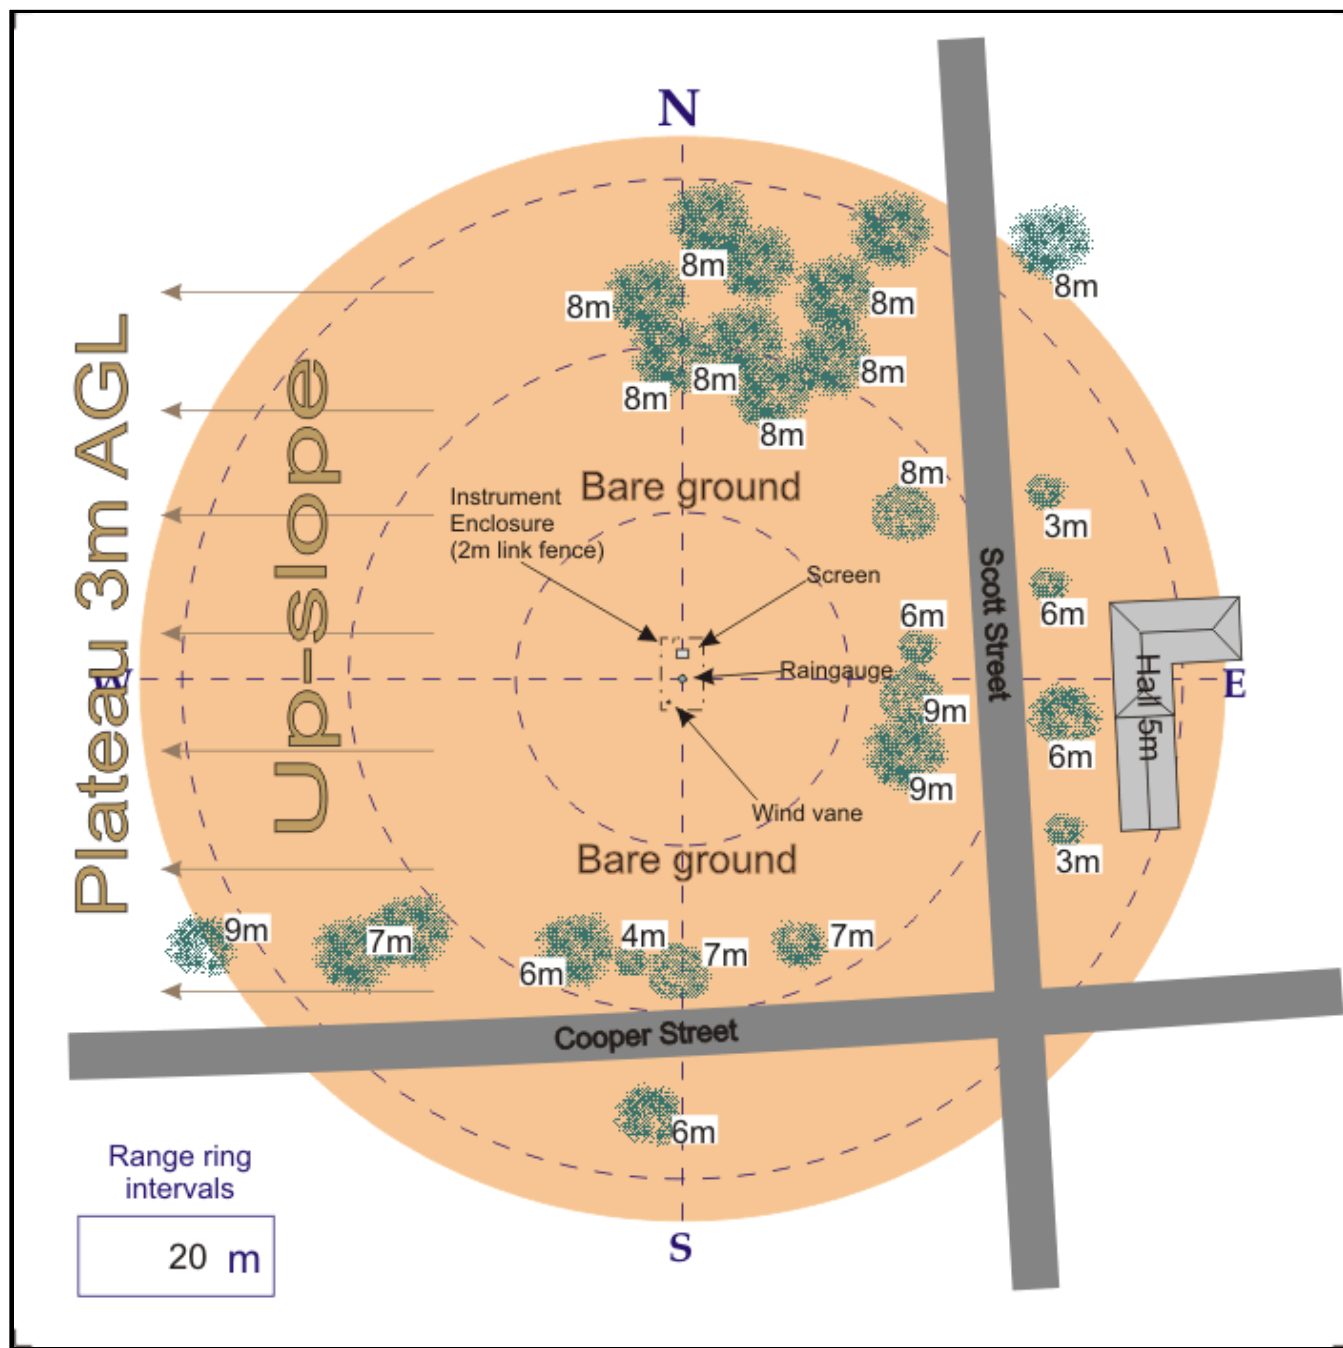 N
8m
8m
8m
8m
8m
8m
8m
8m
8m
Plateau 3m AGL
Up-slope
Instrument
Enclosure
(2m link fence)
Bare ground
8m
3m
Screen
Scott Street
6m
6m
W
Raingauge
E
9m
Hall 5m
6m
9m
Wind vane
3m
Bare ground
9m
7m
6m
4m
7m
7m
Cooper Street
6m
Range ring
intervals
20 m
S